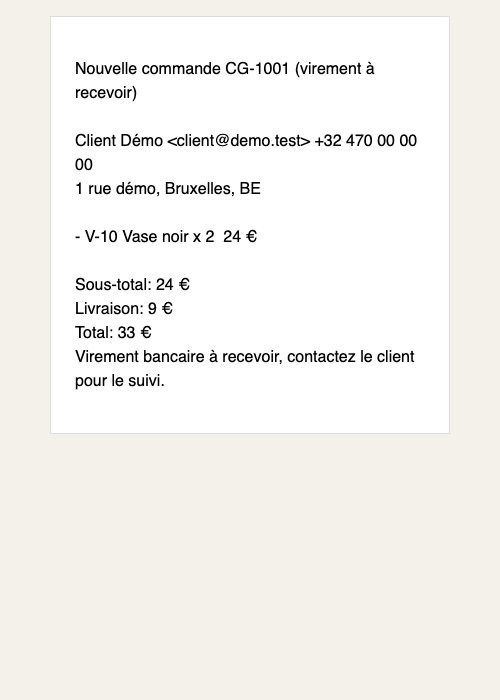 Nouvelle commande CG-1001 (virement à
recevoir)
Client Démo <client@demo.test> +32 470 00 00
00
1 rue démo, Bruxelles, BE
- V-10 Vase noir x 2  24 €
Sous-total: 24 €
Livraison: 9 €
Total: 33 €
Virement bancaire à recevoir, contactez le client
pour le suivi.